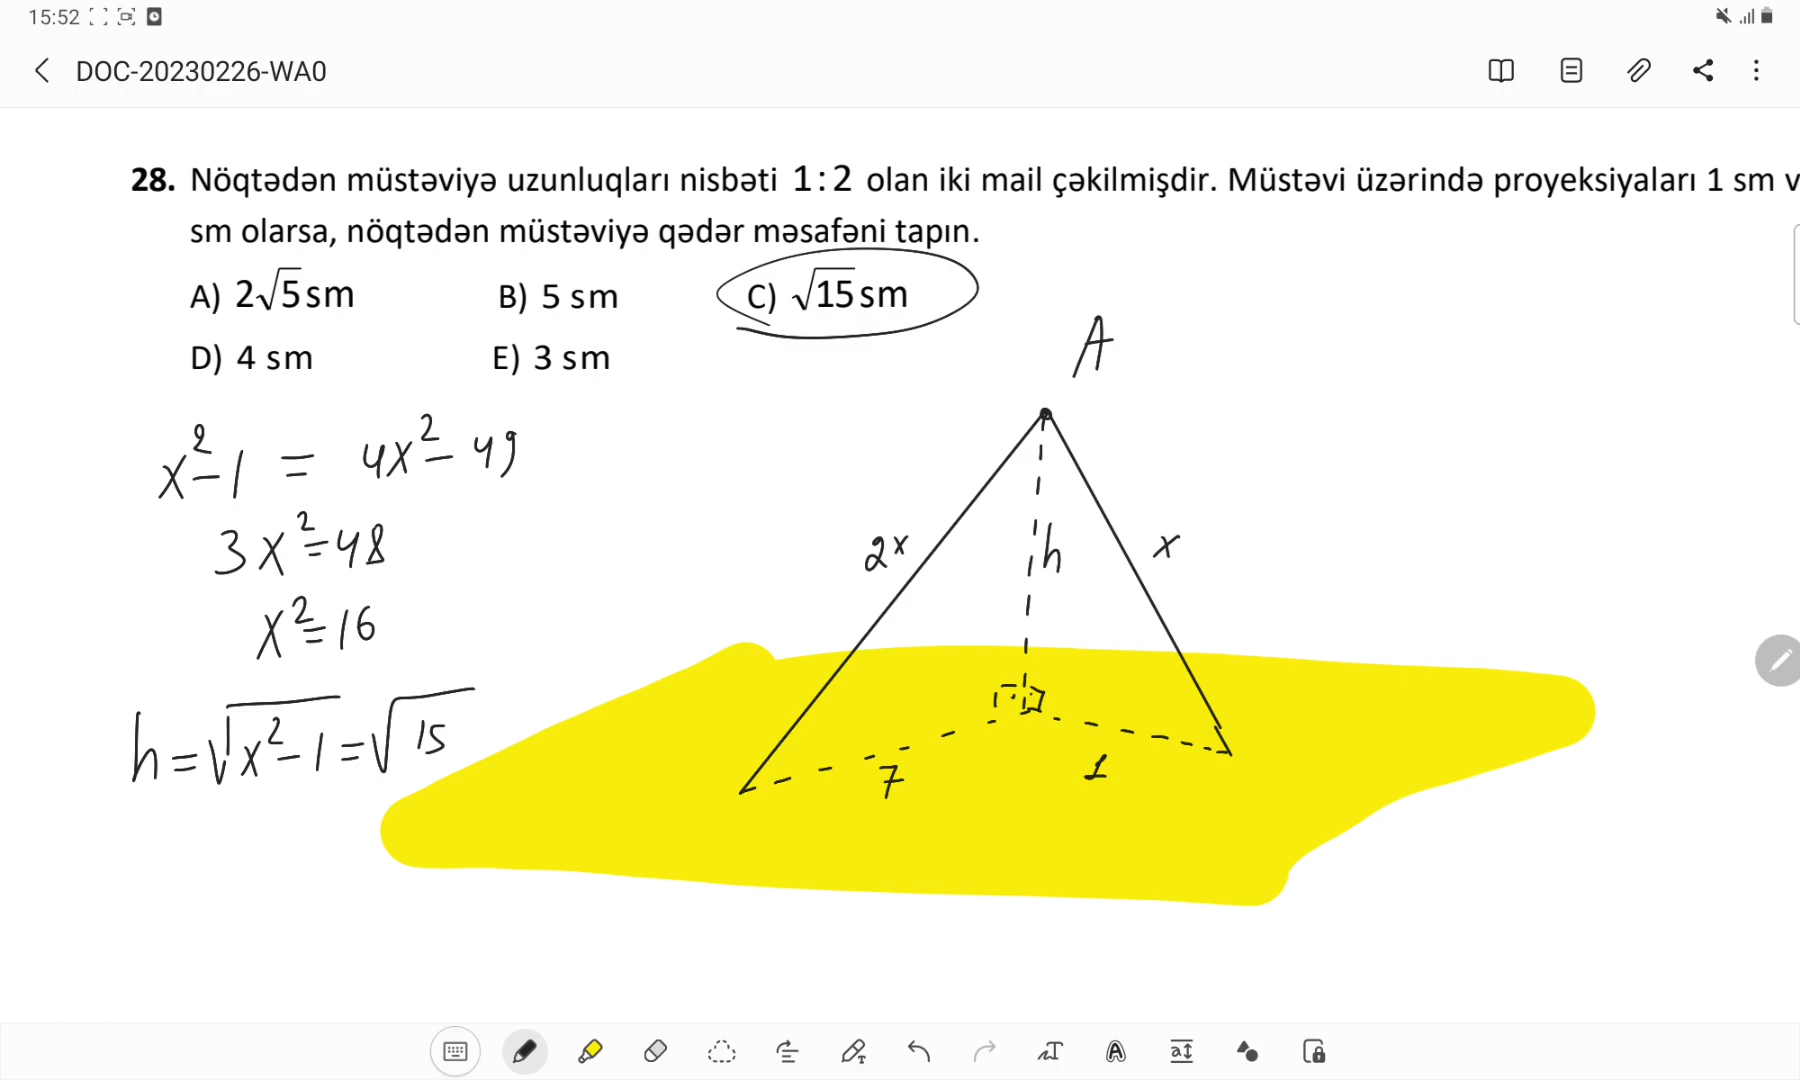 15:52
DOC-20230226-WA0
28. Nöqtədən müstəviyə uzunluqları nisbəti 1:2 olan iki mail çəkilmişdir. Müstəvi üzərində proyeksiyaları 1 sm v
sm olarsa, nöqtədən müstəviyə qədər məsafəni tapın.
A) 2√5 sm B) 5 sm C) √15 sm
D) 4 sm E) 3 sm
A
x²-1 = 4x²-49
3x²=48
x²=16
h=√x²-1=√15
2x h x
7 1